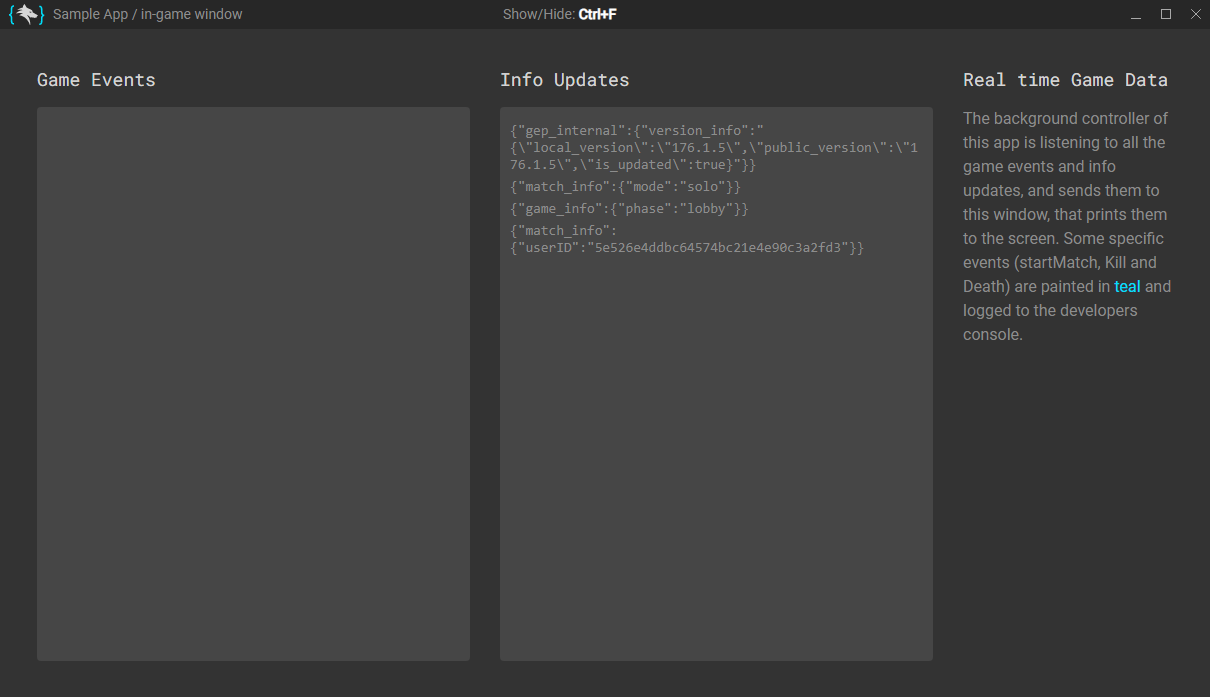 Sample App / in-game window
Show/Hide: Ctrl+F
Game Events
Info Updates
{"gep_internal":{"version_info":"
{\"local_version\":\"176.1.5\",\"public_version\":\"1
76.1.5\",\"is_updated\":true}"}}
{"match_info":{"mode":"solo"}}
{"game_info":{"phase":"lobby"}}
{"match_info":
{"userID":"5e526e4ddbc64574bc21e4e90c3a2fd3"}}
Real time Game Data
The background controller of
this app is listening to all the
game events and info
updates, and sends them to
this window, that prints them
to the screen. Some specific
events (startMatch, Kill and
Death) are painted in teal and
logged to the developers
console.